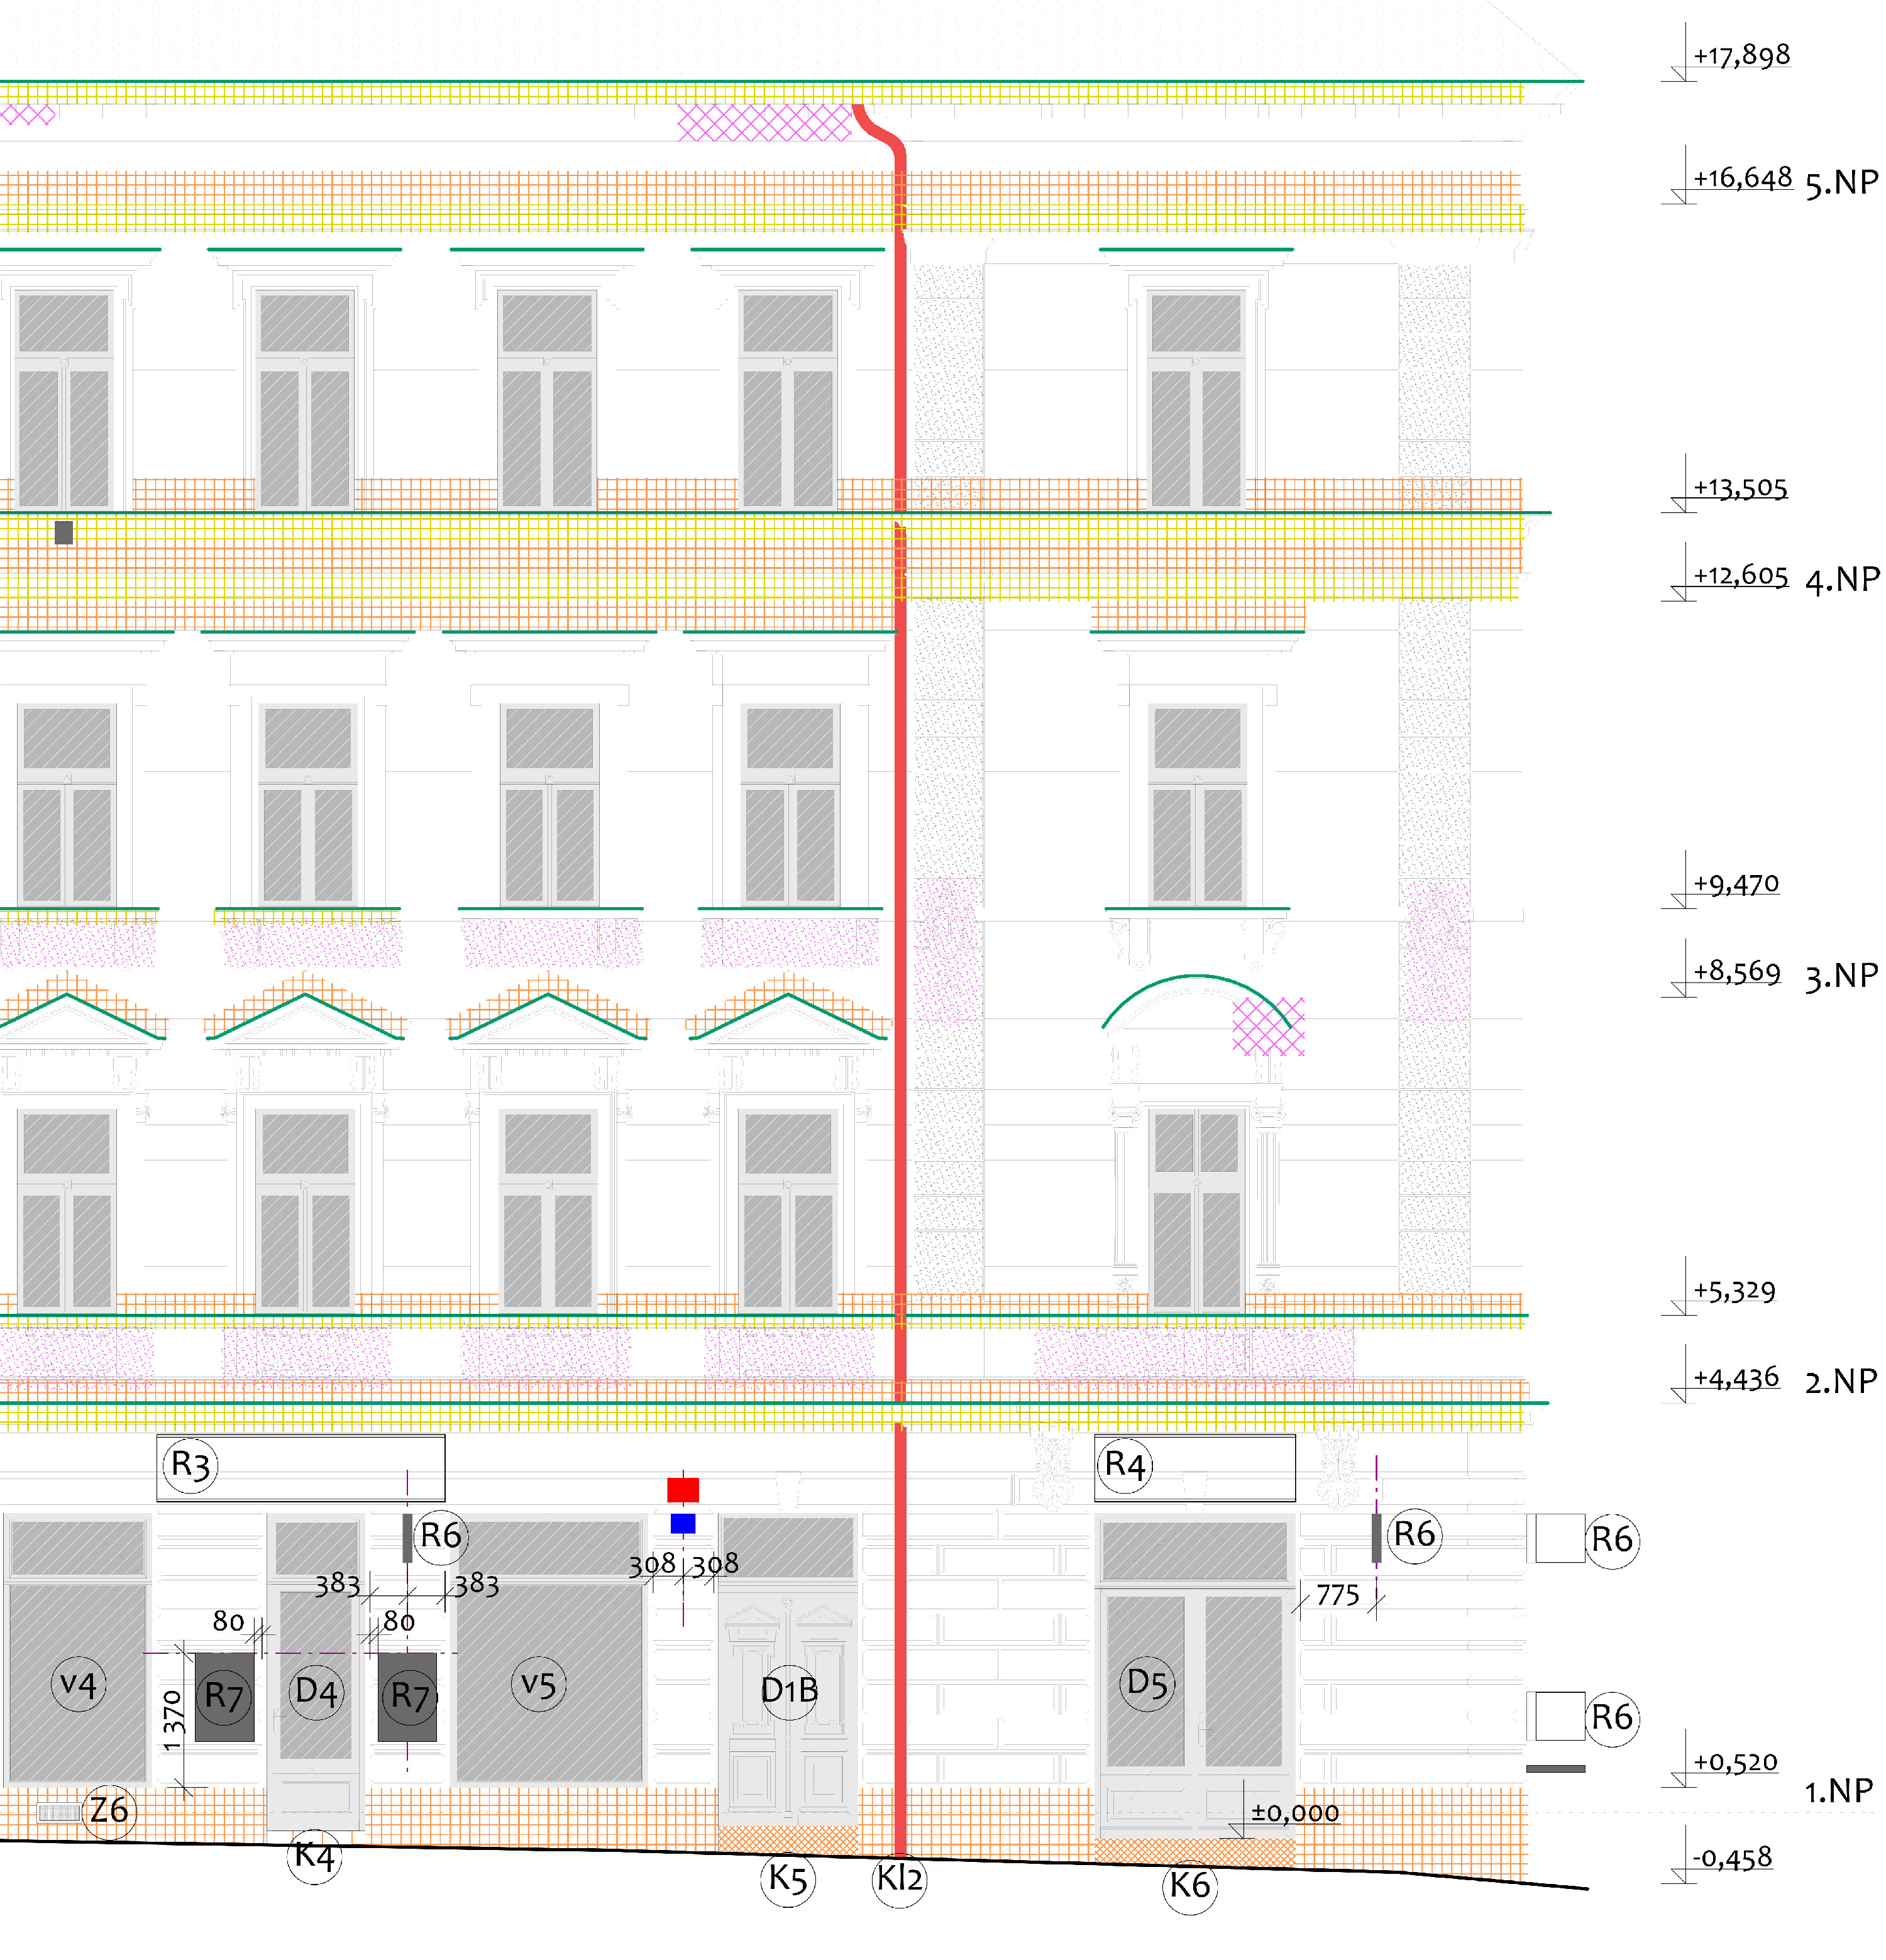 +17,898
+16,648 5.NP
+13,505
+12,605 4.NP
+9,470
+8,569 3.NP
+5,329
+4,436 2.NP
R3
R4
R6
R6
R6
308 308
383 383
775
80 80
v4
R7
D4
R7
v5
D1B
D5
R6
1 370
+0,520
1.NP
Z6
±0,000
K4
-0,458
K5
Kl2
K6